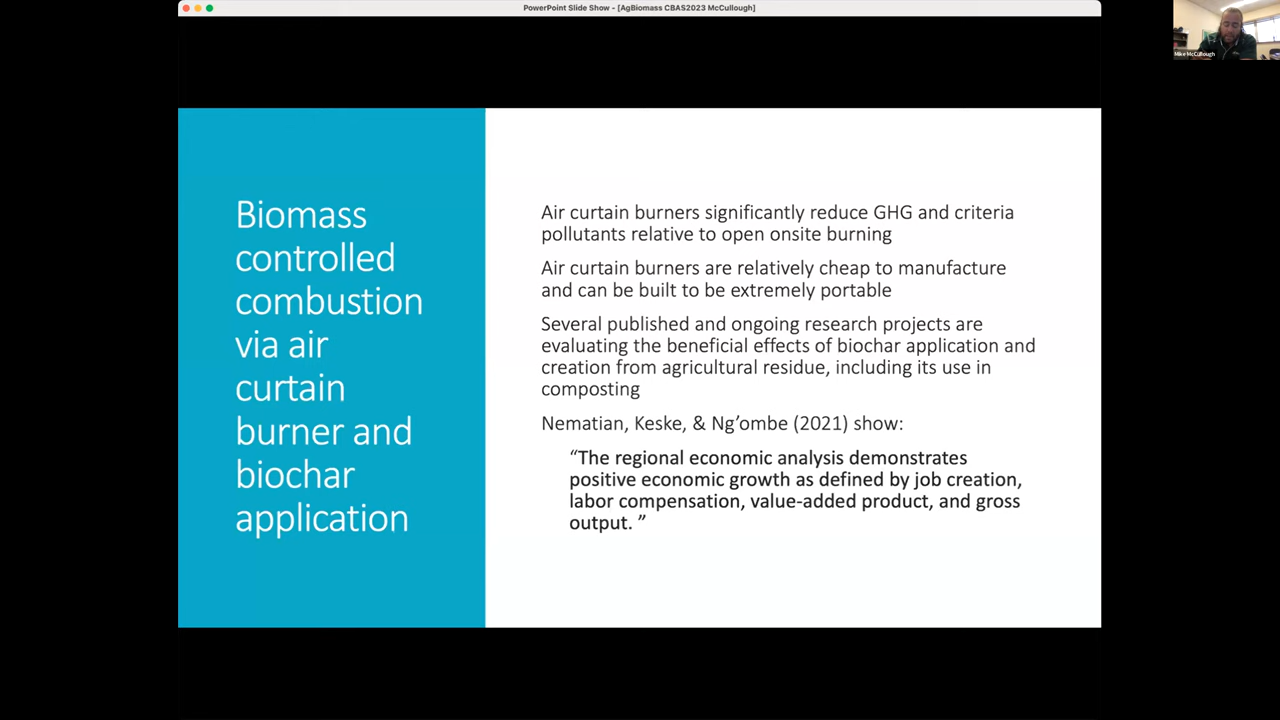 PowerPoint Slide Show - [AgBiomass CBAS2023 McCullough]
Mike McCullough
Biomass
controlled
combustion
via air
curtain
burner and
biochar
application
Air curtain burners significantly reduce GHG and criteria
pollutants relative to open onsite burning
Air curtain burners are relatively cheap to manufacture
and can be built to be extremely portable
Several published and ongoing research projects are
evaluating the beneficial effects of biochar application and
creation from agricultural residue, including its use in
composting
Nematian, Keske, & Ng’ombe (2021) show:
“The regional economic analysis demonstrates
positive economic growth as defined by job creation,
labor compensation, value-added product, and gross
output. ”